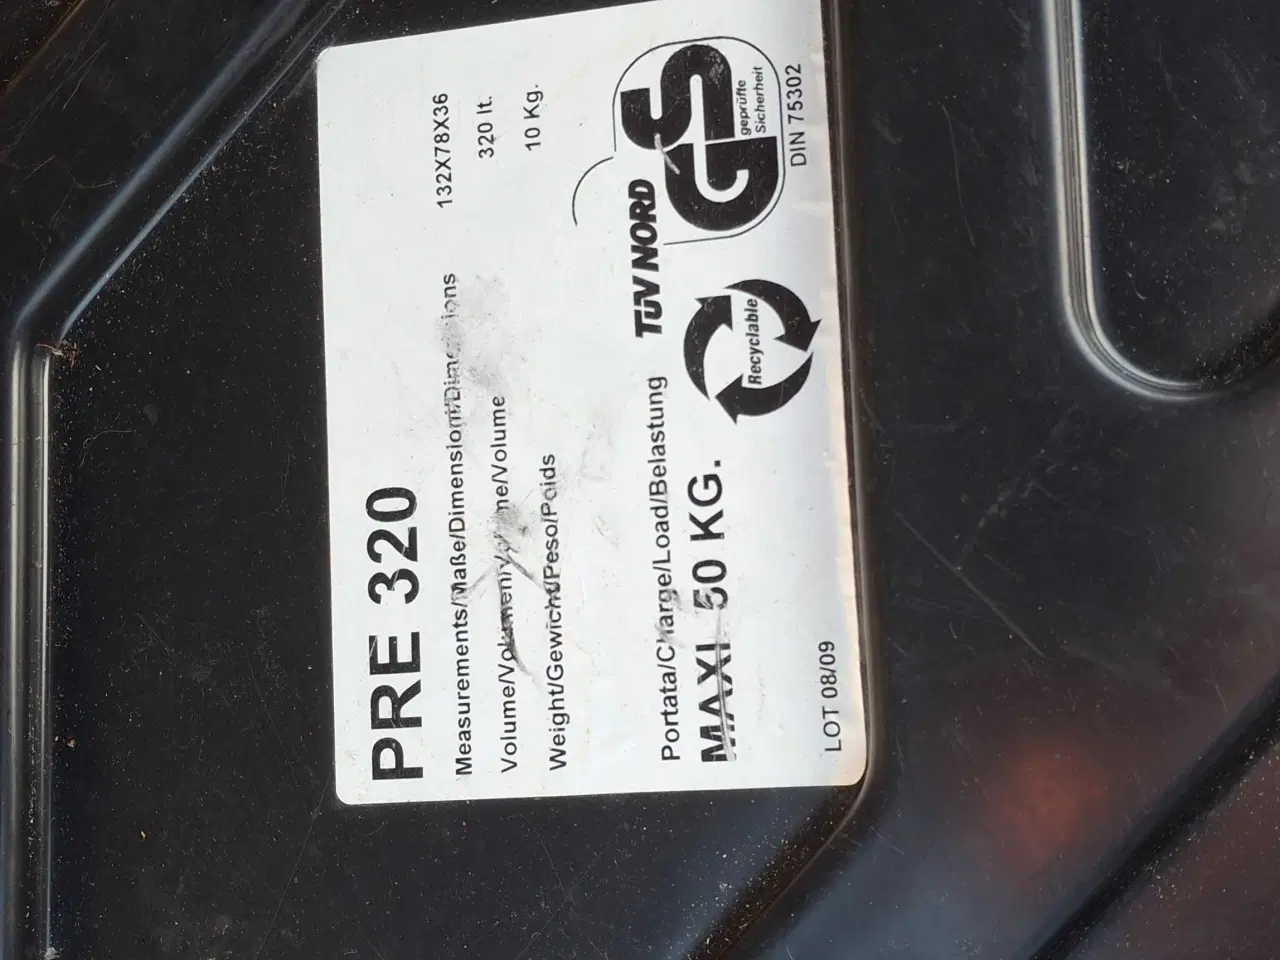 PRE 320
Measurements/Maße/Dimensioni/Dimensions 132X78X36
Volume/Volumen/Volume/Volume 320 lt.
Weight/Gewicht/Peso/Poids 10 Kg.
Portata/Charge/Load/Belastung
MAXI 50 KG.
Recyclable
TÜV NORD
GS
geprüfte
Sicherheit
DIN 75302
LOT 08/09